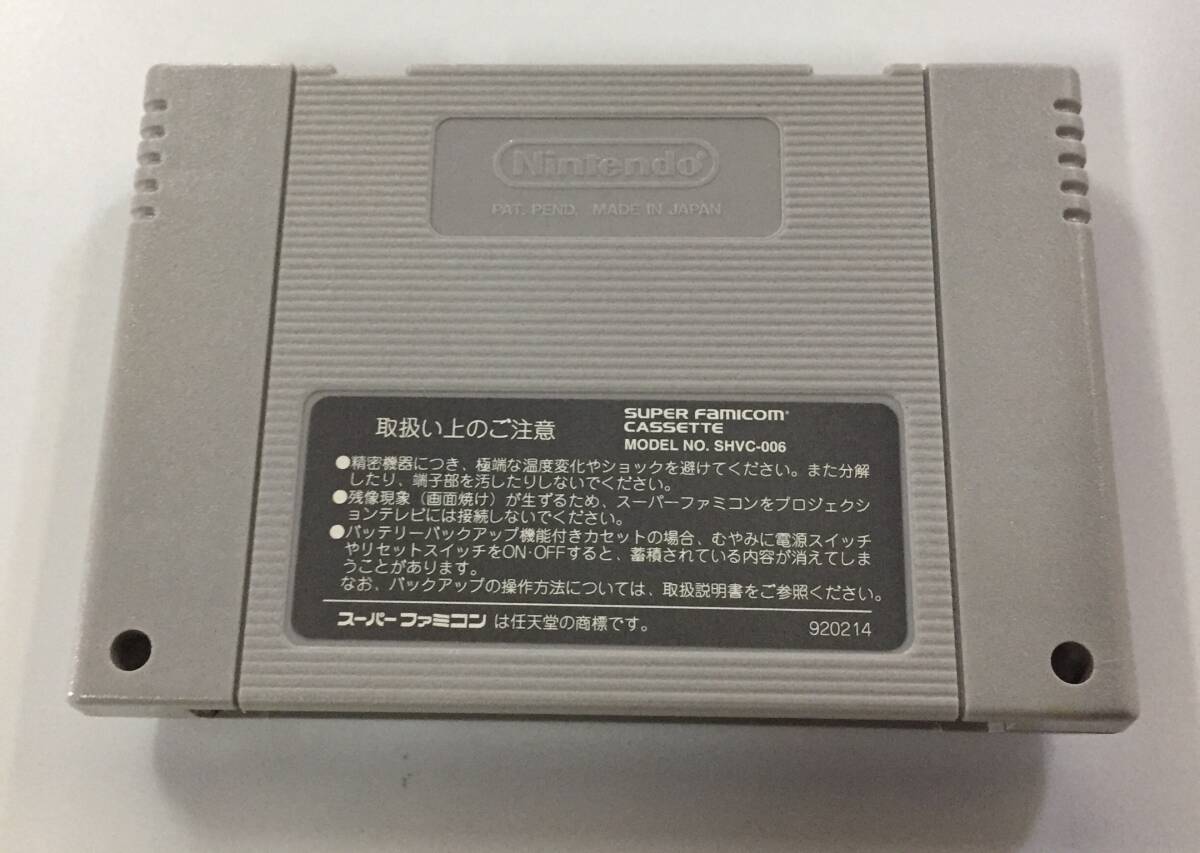 Nintendo®
PAT. PEND. MADE IN JAPAN
取扱い上のご注意
SUPER FAMICOM®
CASSETTE
MODEL NO. SHVC-006
●精密機器につき、極端な温度変化やショックを避けてください。また分解
したり、端子部を汚したりしないでください。
●残像現象(画面焼け)が生ずるため、スーパーファミコンをプロジェクシ
ョンテレビには接続しないでください。
●バッテリーバックアップ機能付きカセットの場合、むやみに電源スイッチ
やリセットスイッチをON・OFFすると、蓄積されている内容が消えてしま
うことがあります。
なお、バックアップの操作方法については、取扱説明書をご参照ください。
スーパーファミコン は任天堂の商標です。
920214